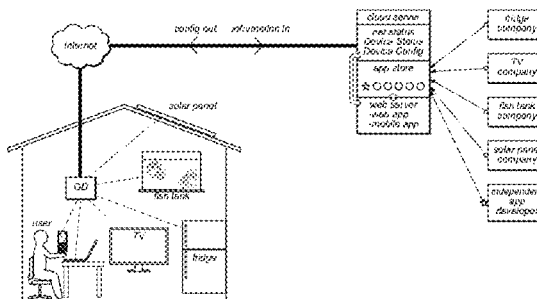 config out
information in
internet
cloud server
net status
Device Status
Device Config
app store
web server
-web app
-mobile app
fridge
company
TV
company
fish tank
company
solar panel
company
independent
app
developer
solar panel
GD
fish tank
user
TV
fridge